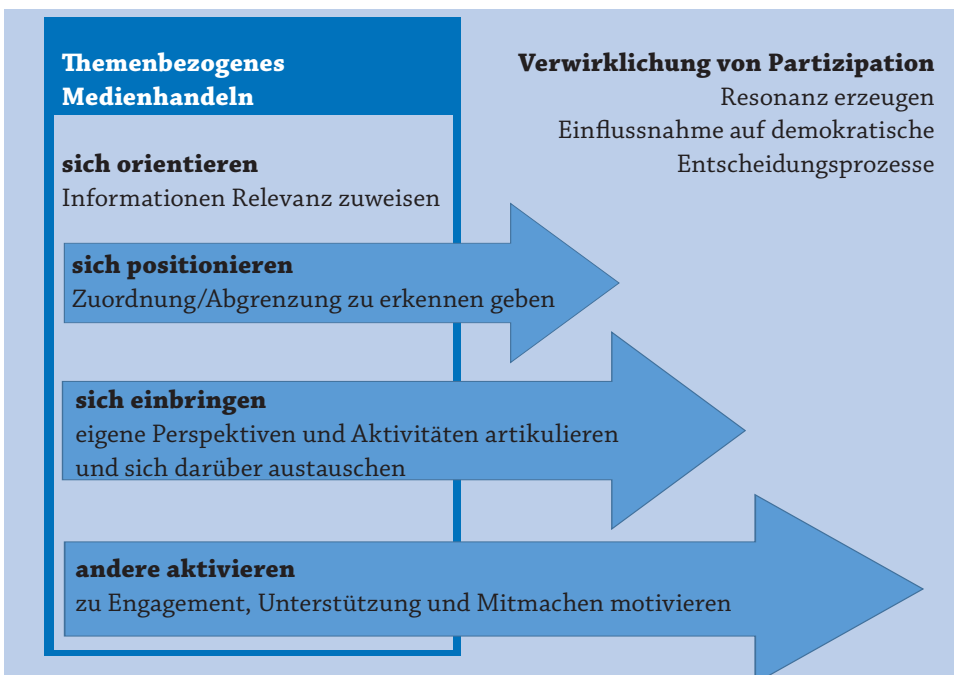 Themenbezogenes
Medienhandeln
Verwirklichung von Partizipation
Resonanz erzeugen
Einflussnahme auf demokratische
Entscheidungsprozesse
sich orientieren
Informationen Relevanz zuweisen
sich positionieren
Zuordnung/Abgrenzung zu erkennen geben
sich einbringen
eigene Perspektiven und Aktivitäten artikulieren
und sich darüber austauschen
andere aktivieren
zu Engagement, Unterstützung und Mitmachen motivieren